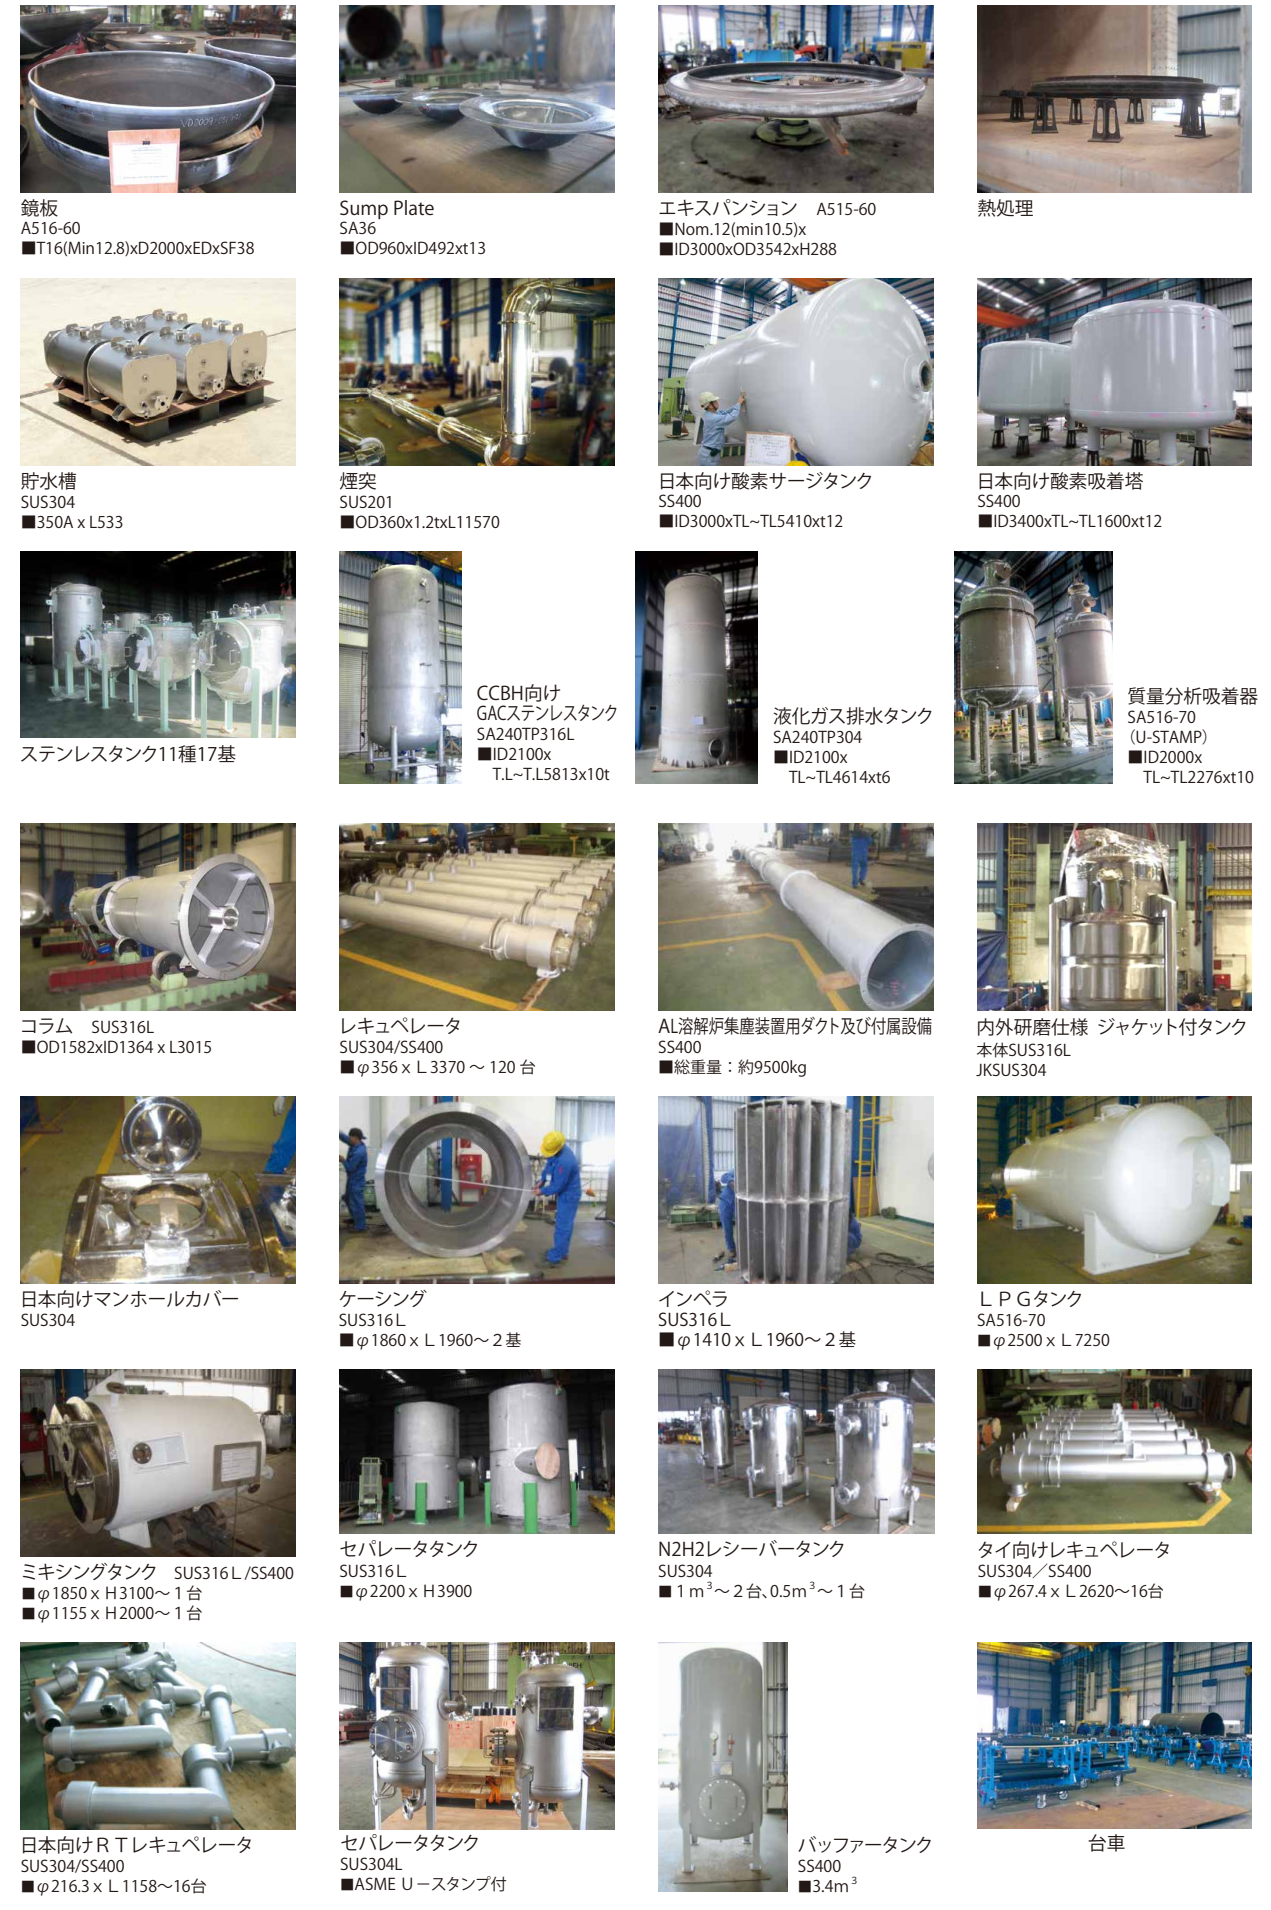 鏡板
A516-60
■T16(Min12.8)xD2000xEDxSF38
Sump Plate
SA36
■OD960xID492xt13
エキスパンション　A515-60
■Nom.12(min10.5)x
■ID3000xOD3542xH288
熱処理
貯水槽
SUS304
■350A x L533
煙突
SUS201
■OD360x1.2txL11570
日本向け酸素サージタンク
SS400
■ID3000xTL~TL5410xt12
日本向け酸素吸着塔
SS400
■ID3400xTL~TL1600xt12
ステンレスタンク11種17基
CCBH向け
GACステンレスタンク
SA240TP316L
■ID2100x
T.L~T.L5813x10t
液化ガス排水タンク
SA240TP304
■ID2100x
TL~TL4614xt6
質量分析吸着器
SA516-70
（U-STAMP）
■ID2000x
TL~TL2276xt10
コラム　SUS316L
■OD1582xID1364 x L3015
レキュペレータ
SUS304/SS400
■φ356 x Ｌ3370 ～ 120 台
AL溶解炉集塵装置用ダクト及び付属設備
SS400
■総重量：約9500kg
内外研磨仕様 ジャケット付タンク
本体SUS316L
JKSUS304
日本向けマンホールカバー
SUS304
ケーシング
SUS316Ｌ
■φ1860 x Ｌ1960～２基
インペラ
SUS316Ｌ
■φ1410 x Ｌ1960～２基
ＬＰＧタンク
SA516-70
■φ2500 x Ｌ7250
ミキシングタンク　SUS316Ｌ/SS400
■φ1850 x Ｈ3100～１台
■φ1155 x Ｈ2000～１台
セパレータタンク
SUS316Ｌ
■φ2200 x Ｈ3900
N2H2レシーバータンク
SUS304
■１ｍ³～２台、0.5m³～１台
タイ向けレキュペレータ
SUS304／SS400
■φ267.4 x Ｌ2620～16台
日本向けＲＴレキュペレータ
SUS304/SS400
■φ216.3 x Ｌ1158～16台
セパレータタンク
SUS304L
■ASME Ｕースタンプ付
バッファータンク
SS400
■3.4m³
台車